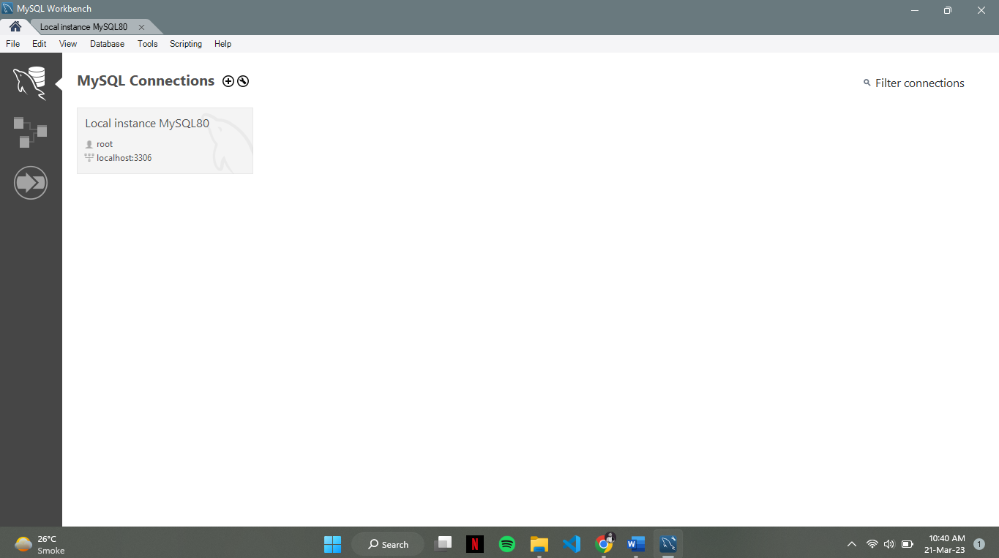 MySQL Workbench
Local instance MySQL80
File Edit View Database Tools Scripting Help
MySQL Connections
Filter connections
Local instance MySQL80
root
localhost:3306
26°C
Smoke
Search
N
W
10:40 AM
21-Mar-23
1